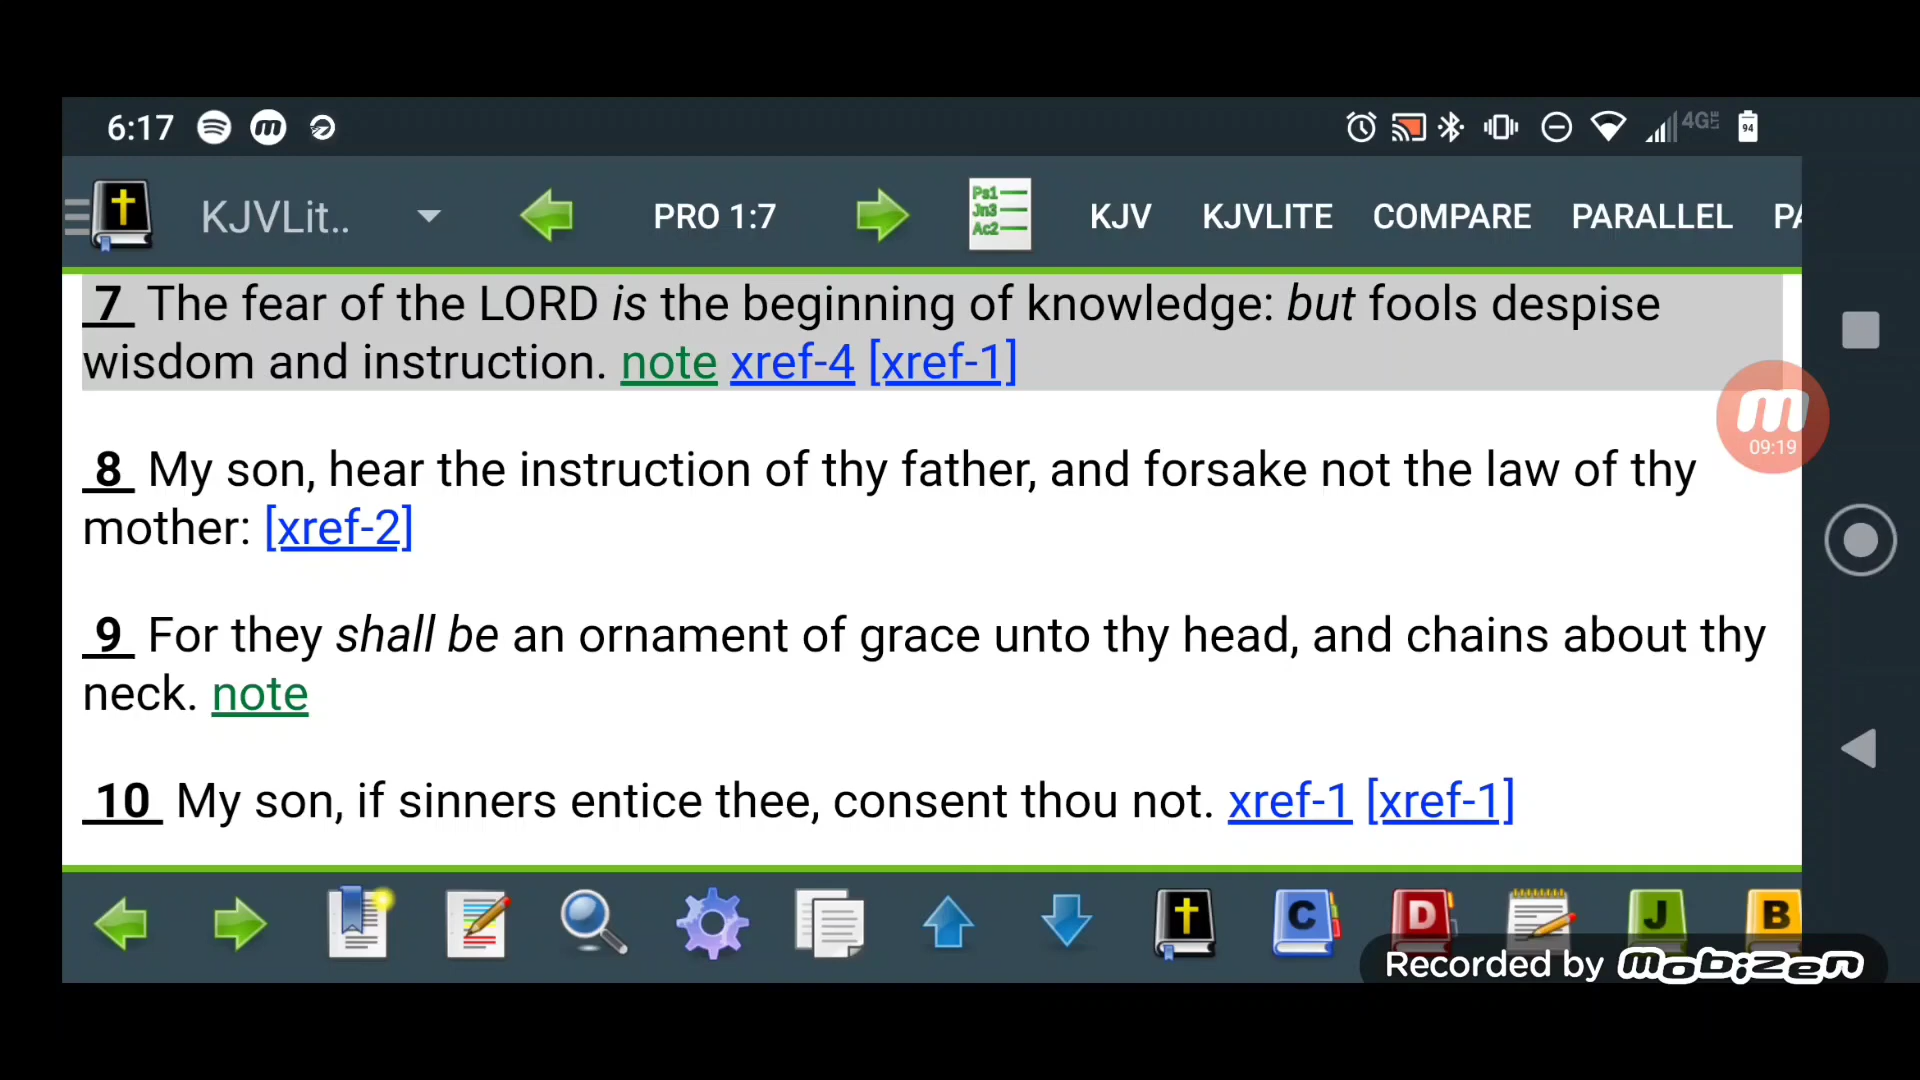 6:17 4G LTE 94
KJVLit.. PRO 1:7 Ps1 Jn3 Ac2 KJV KJVLITE COMPARE PARALLEL PA
7 The fear of the LORD is the beginning of knowledge: but fools despise
wisdom and instruction. note xref-4 [xref-1]
09:19
8 My son, hear the instruction of thy father, and forsake not the law of thy
mother: [xref-2]
9 For they shall be an ornament of grace unto thy head, and chains about thy
neck. note
10 My son, if sinners entice thee, consent thou not. xref-1 [xref-1]
C D J B
Recorded by mobizen